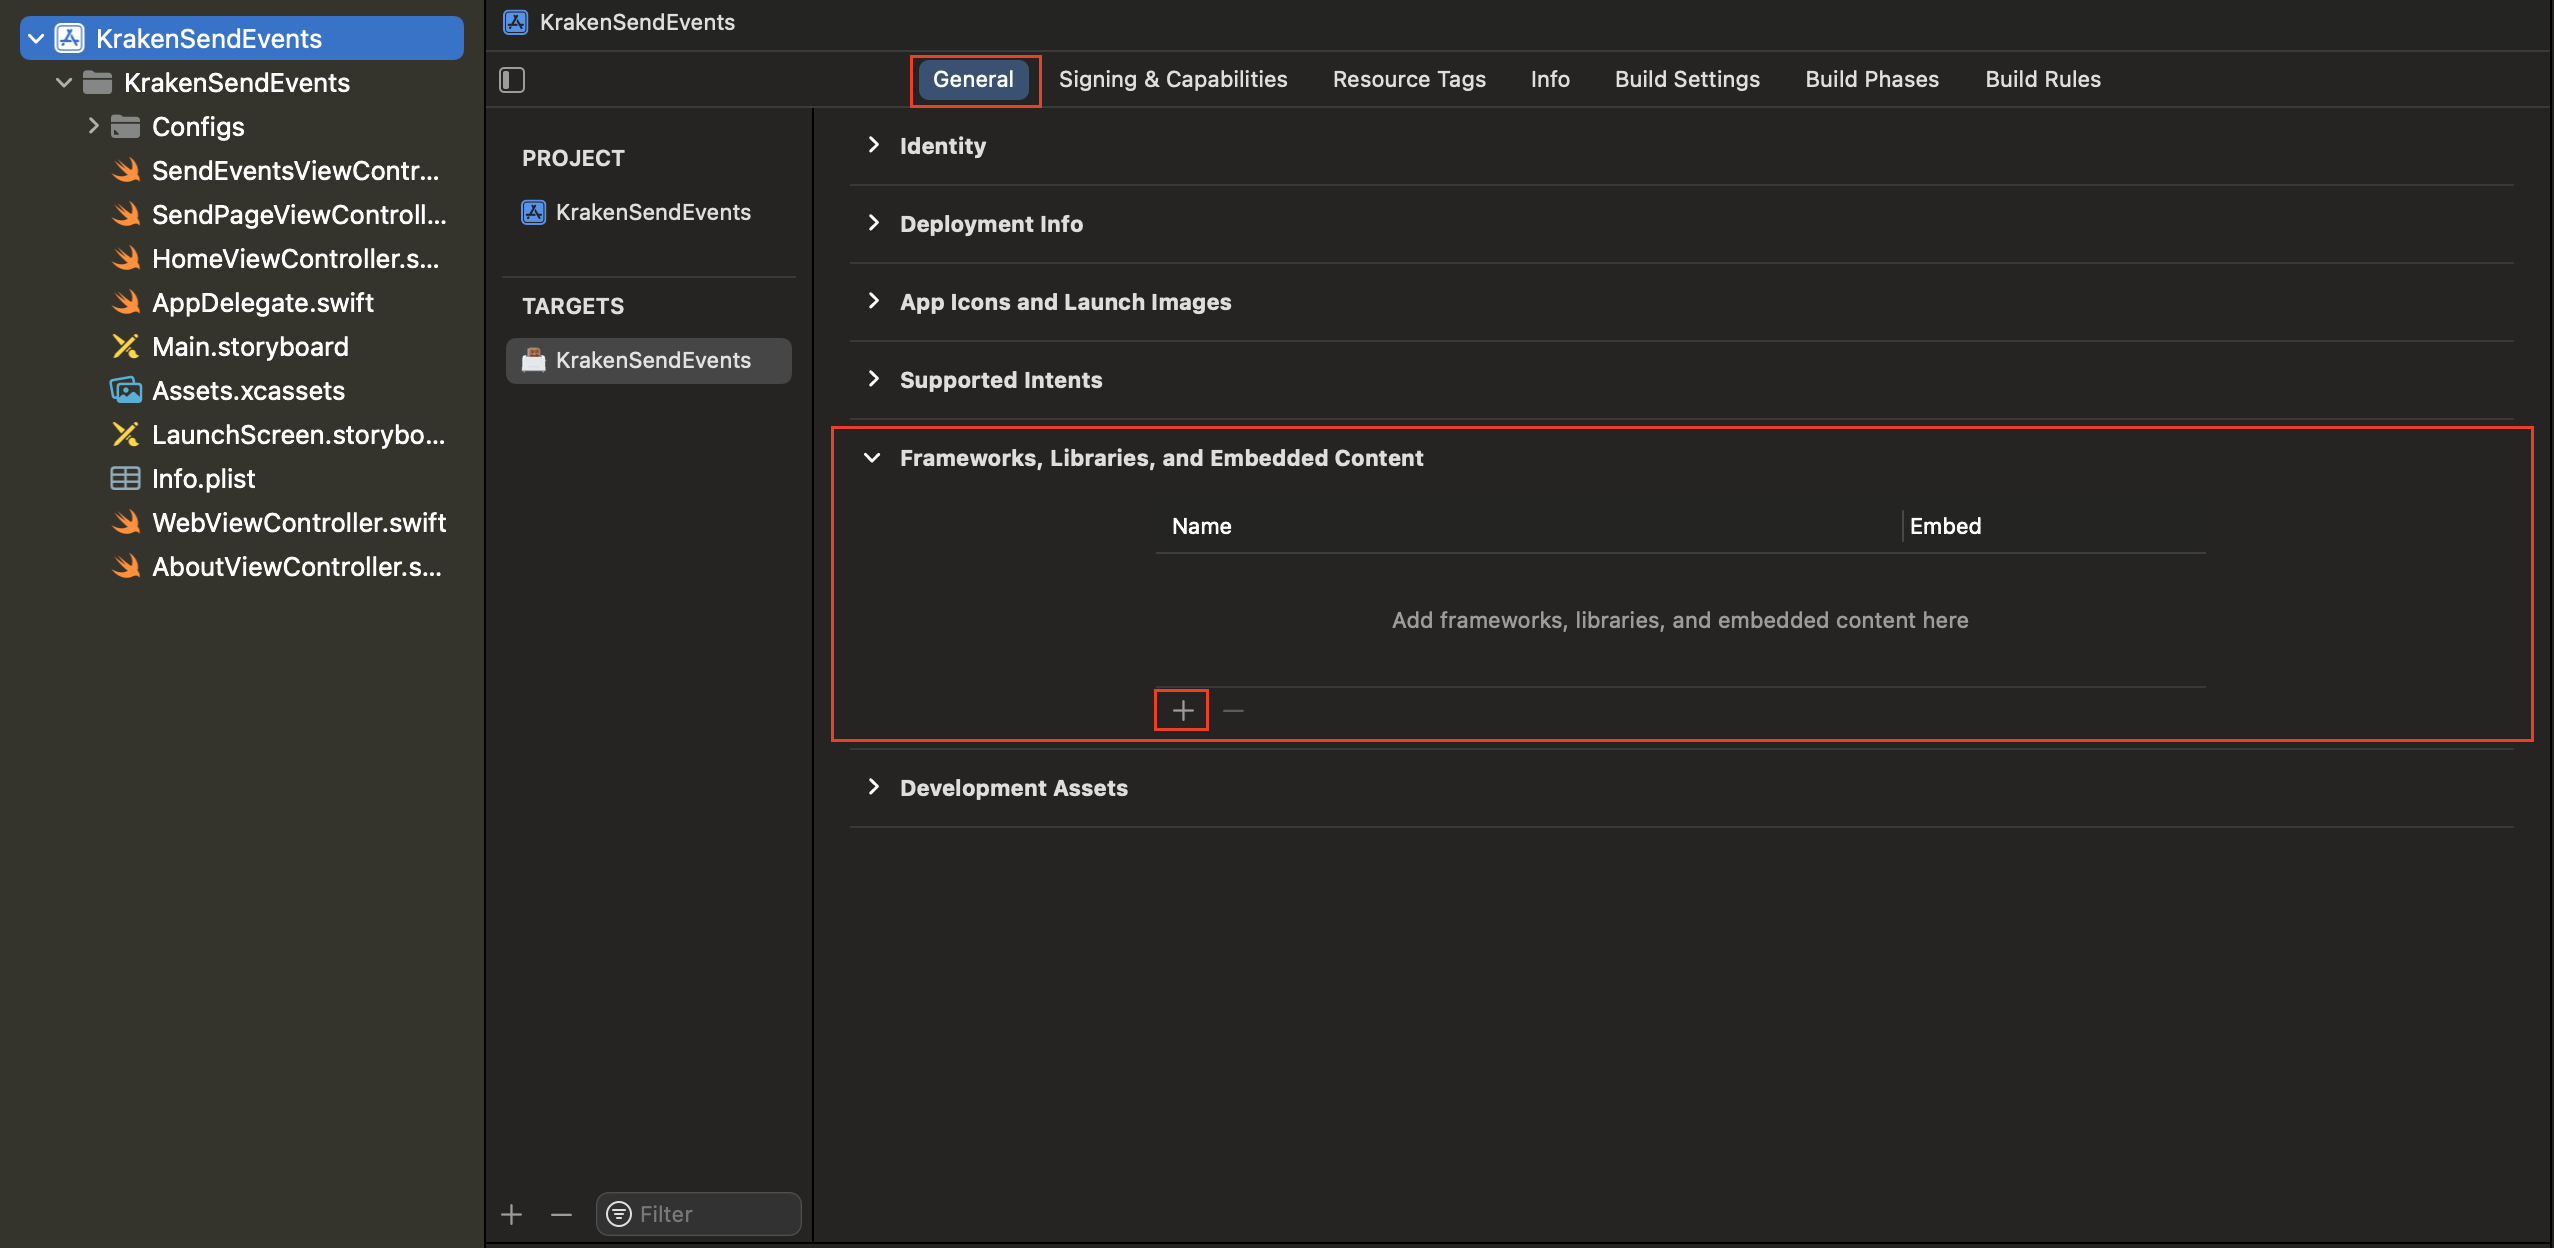 KrakenSendEvents
KrakenSendEvents
Configs
SendEventsViewContr...
SendPageViewControll...
HomeViewController.s...
AppDelegate.swift
Main.storyboard
Assets.xcassets
LaunchScreen.storybo...
Info.plist
WebViewController.swift
AboutViewController.s...
KrakenSendEvents
General Signing & Capabilities Resource Tags Info Build Settings Build Phases Build Rules
PROJECT
KrakenSendEvents
TARGETS
KrakenSendEvents
Filter
Identity
Deployment Info
App Icons and Launch Images
Supported Intents
Frameworks, Libraries, and Embedded Content
Name Embed
Add frameworks, libraries, and embedded content here
Development Assets